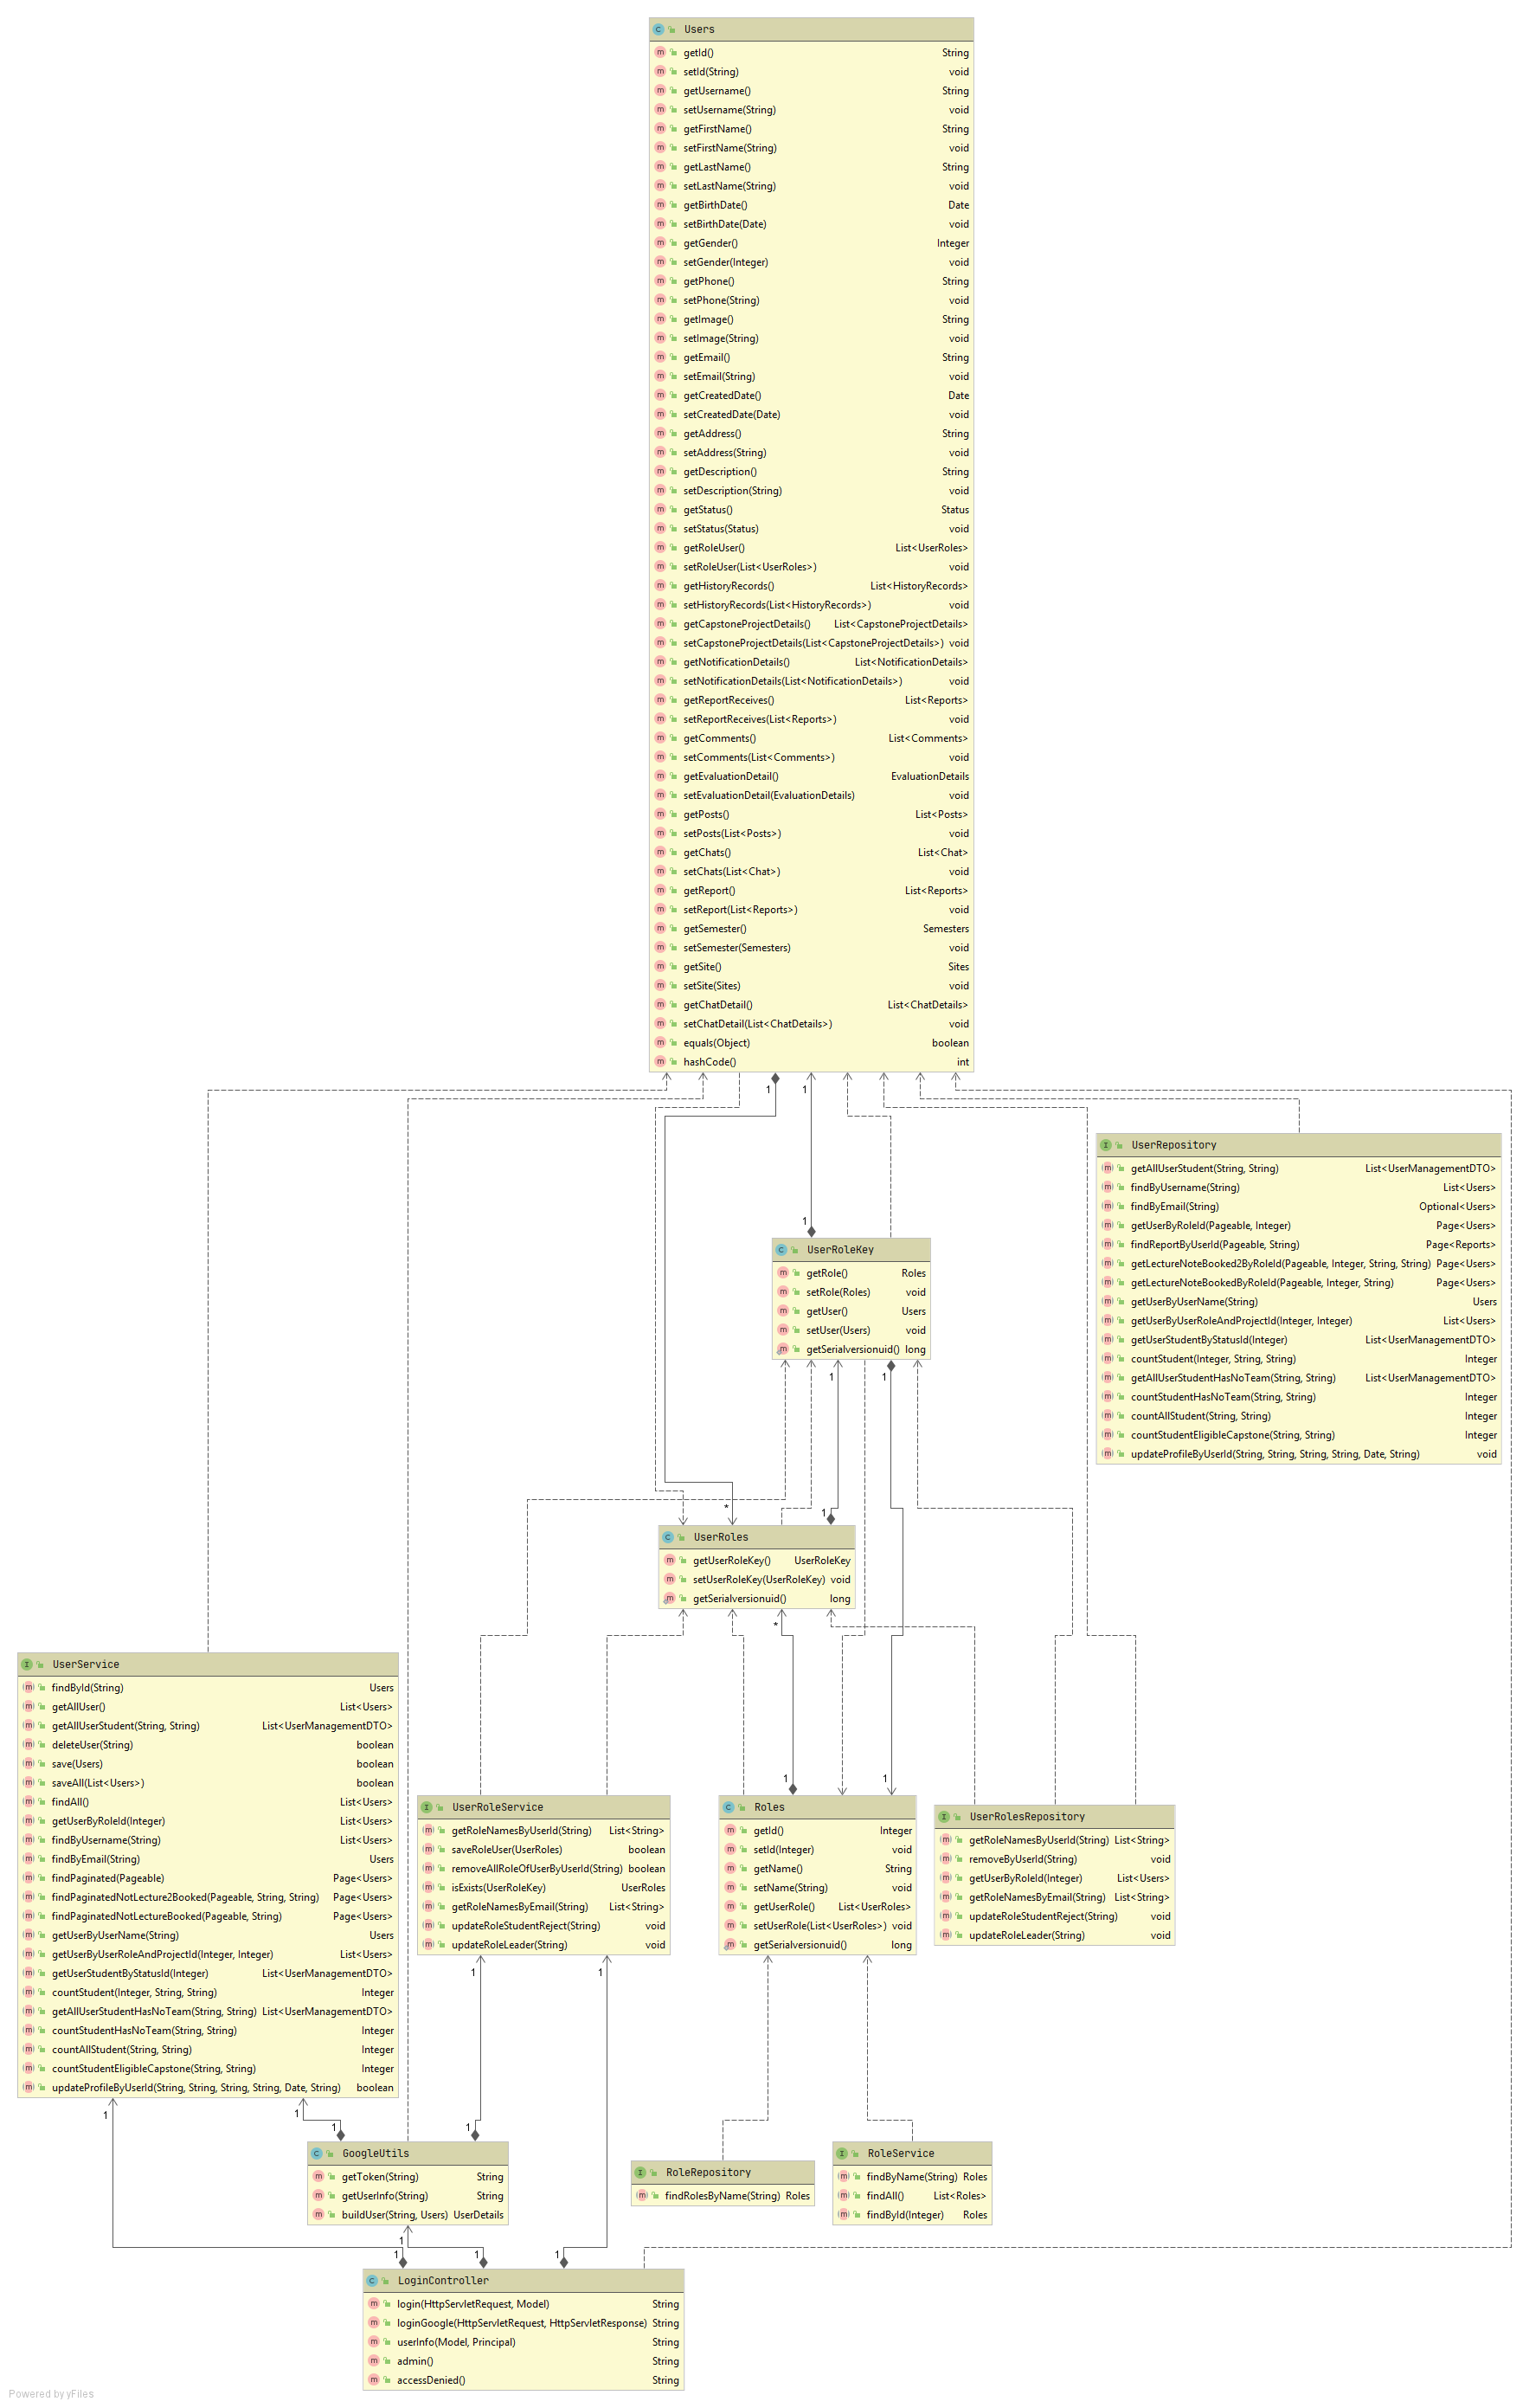 Users
getId() String
setId(String) void
getUsername() String
setUsername(String) void
getFirstName() String
setFirstName(String) void
getLastName() String
setLastName(String) void
getBirthDate() Date
setBirthDate(Date) void
getGender() Integer
setGender(Integer) void
getPhone() String
setPhone(String) void
getImage() String
setImage(String) void
getEmail() String
setEmail(String) void
getCreatedDate() Date
setCreatedDate(Date) void
getAddress() String
setAddress(String) void
getDescription() String
setDescription(String) void
getStatus() Status
setStatus(Status) void
getRoleUser() List<UserRoles>
setRoleUser(List<UserRoles>) void
getHistoryRecords() List<HistoryRecords>
setHistoryRecords(List<HistoryRecords>) void
getCapstoneProjectDetails() List<CapstoneProjectDetails>
setCapstoneProjectDetails(List<CapstoneProjectDetails>) void
getNotificationDetails() List<NotificationDetails>
setNotificationDetails(List<NotificationDetails>) void
getReportReceives() List<Reports>
setReportReceives(List<Reports>) void
getComments() List<Comments>
setComments(List<Comments>) void
getEvaluationDetail() EvaluationDetails
setEvaluationDetail(EvaluationDetails) void
getPosts() List<Posts>
setPosts(List<Posts>) void
getChats() List<Chat>
setChats(List<Chat>) void
getReport() List<Reports>
setReport(List<Reports>) void
getSemester() Semesters
setSemester(Semesters) void
getSite() Sites
setSite(Sites) void
getChatDetail() List<ChatDetails>
setChatDetail(List<ChatDetails>) void
equals(Object) boolean
hashCode() int
1 1
UserRepository
getAllUserStudent(String, String) List<UserManagementDTO>
findByUsername(String) List<Users>
findByEmail(String) Optional<Users>
getUserByRoleId(Pageable, Integer) Page<Users>
findReportByUserId(Pageable, String) Page<Reports>
getLectureNoteBooked2ByRoleId(Pageable, Integer, String, String) Page<Users>
getLectureNoteBookedByRoleId(Pageable, Integer, String) Page<Users>
getUserByUserName(String) Users
getUserByUserRoleAndProjectId(Integer, Integer) List<Users>
getUserStudentByStatusId(Integer) List<UserManagementDTO>
countStudent(Integer, String, String) Integer
getAllUserStudentHasNoTeam(String, String) List<UserManagementDTO>
countStudentHasNoTeam(String, String) Integer
countAllStudent(String, String) Integer
countStudentEligibleCapstone(String, String) Integer
updateProfileByUserId(String, String, String, String, Date, String) void
1
UserRoleKey
getRole() Roles
setRole(Roles) void
getUser() Users
setUser(Users) void
getSerialversionuid() long
1 1
* 1
UserRoles
getUserRoleKey() UserRoleKey
setUserRoleKey(UserRoleKey) void
getSerialversionuid() long
*
UserService
findById(String) Users
getAllUser() List<Users>
getAllUserStudent(String, String) List<UserManagementDTO>
deleteUser(String) boolean
save(Users) boolean
saveAll(List<Users>) boolean
findAll() List<Users>
getUserByRoleId(Integer) List<Users>
findByUsername(String) List<Users>
findByEmail(String) Users
findPaginated(Pageable) Page<Users>
findPaginatedNotLecture2Booked(Pageable, String, String) Page<Users>
findPaginatedNotLectureBooked(Pageable, String) Page<Users>
getUserByUserName(String) Users
getUserByUserRoleAndProjectId(Integer, Integer) List<Users>
getUserStudentByStatusId(Integer) List<UserManagementDTO>
countStudent(Integer, String, String) Integer
getAllUserStudentHasNoTeam(String, String) List<UserManagementDTO>
countStudentHasNoTeam(String, String) Integer
countAllStudent(String, String) Integer
countStudentEligibleCapstone(String, String) Integer
updateProfileByUserId(String, String, String, String, Date, String) boolean
1 1
UserRoleService
getRoleNamesByUserId(String) List<String>
saveRoleUser(UserRoles) boolean
removeAllRoleOfUserByUserId(String) boolean
isExists(UserRoleKey) UserRoles
getRoleNamesByEmail(String) List<String>
updateRoleStudentReject(String) void
updateRoleLeader(String) void
Roles
getId() Integer
setId(Integer) void
getName() String
setName(String) void
getUserRole() List<UserRoles>
setUserRole(List<UserRoles>) void
getSerialversionuid() long
UserRolesRepository
getRoleNamesByUserId(String) List<String>
removeByUserId(String) void
getUserByRoleId(Integer) List<Users>
getRoleNamesByEmail(String) List<String>
updateRoleStudentReject(String) void
updateRoleLeader(String) void
1 1
1 1
1 1
GoogleUtils
getToken(String) String
getUserInfo(String) String
buildUser(String, Users) UserDetails
RoleRepository
findRolesByName(String) Roles
RoleService
findByName(String) Roles
findAll() List<Roles>
findById(Integer) Roles
1
1 1 1
LoginController
login(HttpServletRequest, Model) String
loginGoogle(HttpServletRequest, HttpServletResponse) String
userInfo(Model, Principal) String
admin() String
accessDenied() String
Powered by yFiles